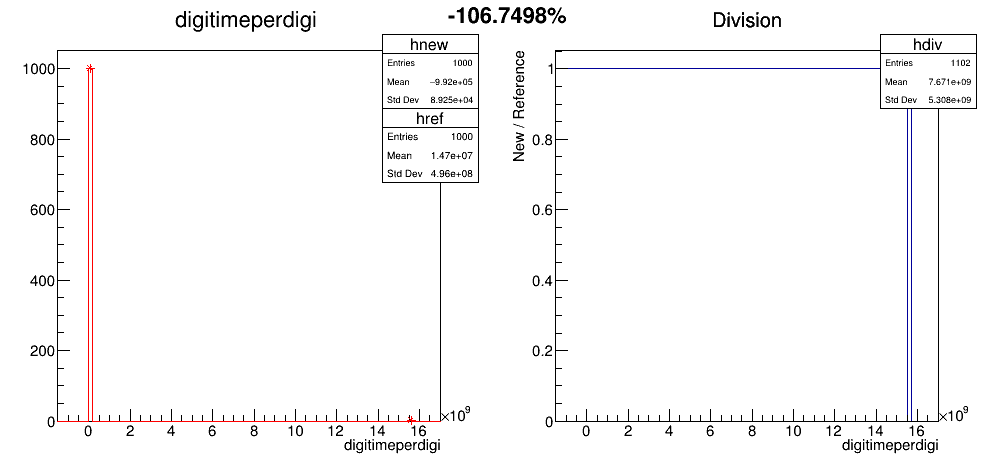 -106.7498%
digitimeperdigi
hnew
Entries 1000
Mean −9.92e+05
Std Dev 8.925e+04
href
Entries 1000
Mean 1.47e+07
Std Dev 4.96e+08
1000
800
600
400
200
0
0 2 4 6 8 10 12 14 16
×10⁹
digitimeperdigi
Division
hdiv
Entries 1102
Mean 7.671e+09
Std Dev 5.308e+09
New / Reference
1
0.8
0.6
0.4
0.2
0
0 2 4 6 8 10 12 14 16
×10⁹
digitimeperdigi